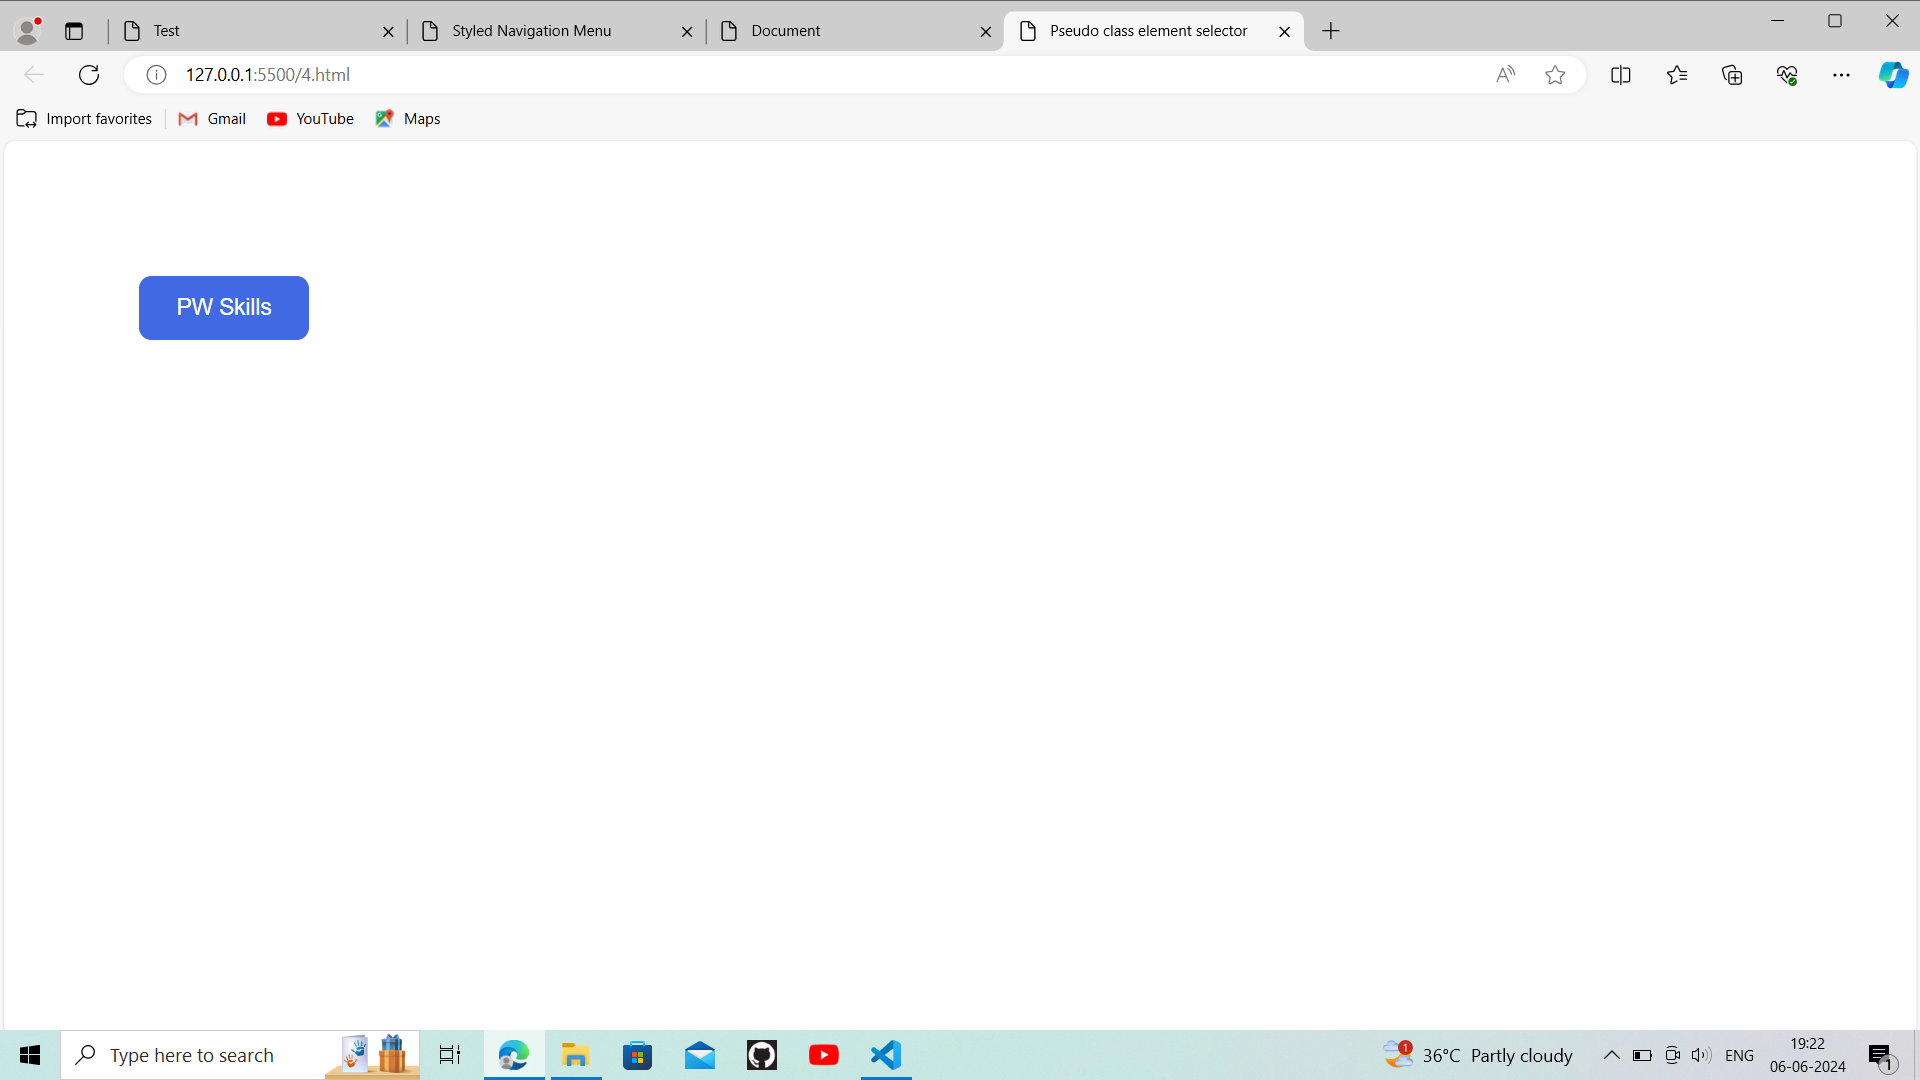 Test
Styled Navigation Menu
Document
Pseudo class element selector
127.0.0.1:5500/4.html
Import favorites
Gmail
YouTube
Maps
PW Skills
Type here to search
1
36°C Partly cloudy
ENG
19:22
06-06-2024
1